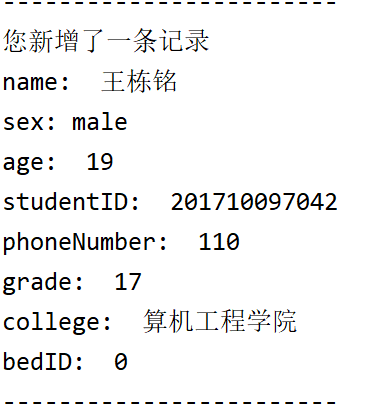 ------------------------
您新增了一条记录
name:  王栋铭
sex: male
age:  19
studentID:  201710097042
phoneNumber:  110
grade:  17
college:  算机工程学院
bedID:  0
------------------------